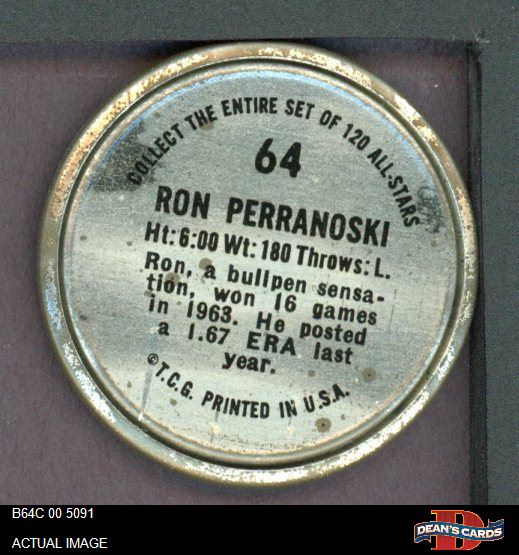 COLLECT THE ENTIRE SET OF 120 ALL-STARS
64
RON PERRANOSKI
Ht: 6:00 Wt: 180 Throws: L.
Ron, a bullpen sensa-
tion, won 16 games
in 1963. He posted
a 1.67 ERA last
year.
©T.C.G. PRINTED IN U.S.A.
B64C 00 5091
ACTUAL IMAGE
D
DEAN'S CARDS